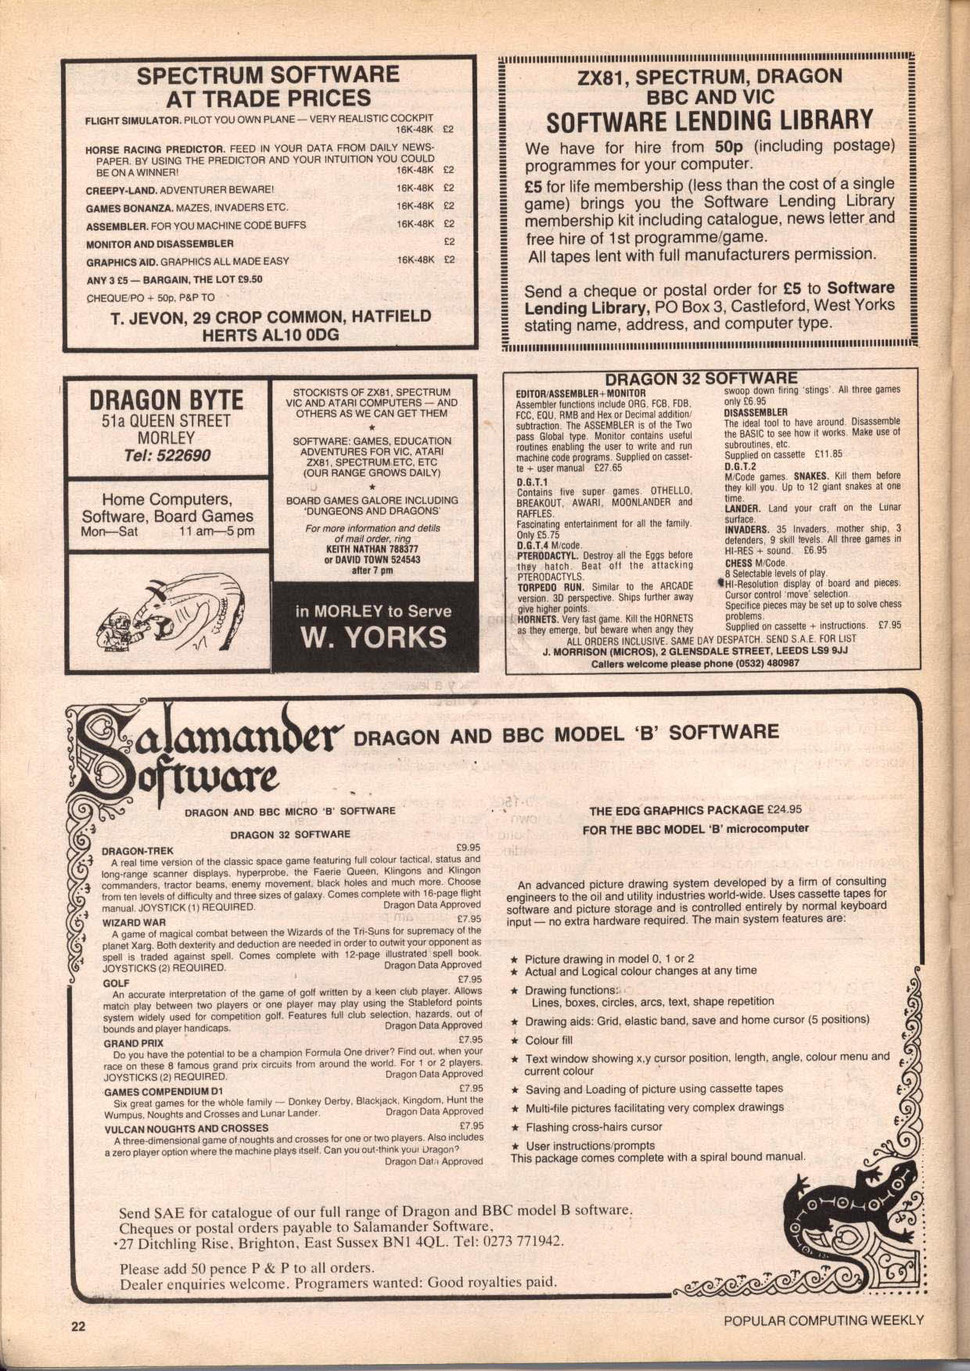 SPECTRUM SOFTWARE
AT TRADE PRICES
FLIGHT SIMULATOR. PILOT YOU OWN PLANE — VERY REALISTIC COCKPIT
16K-48K £2
HORSE RACING PREDICTOR. FEED IN YOUR DATA FROM DAILY NEWS-
PAPER. BY USING THE PREDICTOR AND YOUR INTUITION YOU COULD
BE ON A WINNER! 16K-48K £2
CREEPY-LAND. ADVENTURER BEWARE! 16K-48K £2
GAMES BONANZA. MAZES, INVADERS ETC. 16K-48K £2
ASSEMBLER. FOR YOU MACHINE CODE BUFFS 16K-48K £2
MONITOR AND DISASSEMBLER £2
GRAPHICS AID. GRAPHICS ALL MADE EASY 16K-48K £2
ANY 3 £5 — BARGAIN, THE LOT £9.50
CHEQUE/PO + 50p, P&P TO
T. JEVON, 29 CROP COMMON, HATFIELD
HERTS AL10 0DG
ZX81, SPECTRUM, DRAGON
BBC AND VIC
SOFTWARE LENDING LIBRARY
We have for hire from 50p (including postage)
programmes for your computer.
£5 for life membership (less than the cost of a single
game) brings you the Software Lending Library
membership kit including catalogue, news letter and
free hire of 1st programme/game.
All tapes lent with full manufacturers permission.
Send a cheque or postal order for £5 to Software
Lending Library, PO Box 3, Castleford, West Yorks
stating name, address, and computer type.
DRAGON BYTE
51a QUEEN STREET
MORLEY
Tel: 522690
Home Computers,
Software, Board Games
Mon—Sat 11 am—5 pm
STOCKISTS OF ZX81, SPECTRUM
VIC AND ATARI COMPUTERS — AND
OTHERS AS WE CAN GET THEM
★
SOFTWARE: GAMES, EDUCATION
ADVENTURES FOR VIC, ATARI
ZX81, SPECTRUM ETC, ETC
(OUR RANGE GROWS DAILY)
★
BOARD GAMES GALORE INCLUDING
'DUNGEONS AND DRAGONS'
For more information and detils
of mail order, ring
KEITH NATHAN 788377
or DAVID TOWN 524543
after 7 pm
in MORLEY to Serve
W. YORKS
DRAGON 32 SOFTWARE
EDITOR/ASSEMBLER + MONITOR
Assembler functions include ORG, FCB, FDB,
FCC, EQU, RMB and Hex or Decimal addition/
subtraction. The ASSEMBLER is of the Two
pass Global type. Monitor contains useful
routines enabling the user to write and run
machine code programs. Supplied on casset-
te + user manual £27.65
D.G.T.1
Contains five super games. OTHELLO,
BREAKOUT, AWARI, MOONLANDER and
RAFFLES.
Fascinating entertainment for all the family.
Only £5.75
D.G.T.4 M/code.
PTERODACTYL. Destroy all the Eggs before
they hatch. Beat off the attacking
PTERODACTYLS.
TORPEDO RUN. Similar to the ARCADE
version. 3D perspective. Ships further away
give higher points.
HORNETS. Very fast game. Kill the HORNETS
as they emerge, but beware when angy they
swoop down firing 'stings'. All three games
only £6.95
DISASSEMBLER
The ideal tool to have around. Disassemble
the BASIC to see how it works. Make use of
subroutines, etc.
Supplied on cassette £11.85
D.G.T.2
M/Code games. SNAKES. Kill them before
they kill you. Up to 12 giant snakes at one
time.
LANDER. Land your craft on the Lunar
surface.
INVADERS. 35 Invaders, mother ship, 3
defenders, 9 skill levels. All three games in
HI-RES + sound. £6.95
CHESS M/Code
8 Selectable levels of play.
HI-Resolution display of board and pieces.
Cursor control 'move' selection.
Specifice pieces may be set up to solve chess
problems.
Supplied on cassette + instructions. £7.95
ALL ORDERS INCLUSIVE. SAME DAY DESPATCH. SEND S.A.E. FOR LIST
J. MORRISON (MICROS), 2 GLENSDALE STREET, LEEDS LS9 9JJ
Callers welcome please phone (0532) 480987
Salamander
Software
DRAGON AND BBC MODEL 'B' SOFTWARE
DRAGON AND BBC MICRO 'B' SOFTWARE
DRAGON 32 SOFTWARE
DRAGON-TREK £9.95
A real time version of the classic space game featuring full colour tactical, status and
long-range scanner displays, hyperprobe, the Faerie Queen, Klingons and Klingon
commanders, tractor beams, enemy movement, black holes and much more. Choose
from ten levels of difficulty and three sizes of galaxy. Comes complete with 16-page flight
manual. JOYSTICK (1) REQUIRED. Dragon Data Approved
WIZARD WAR £7.95
A game of magical combat between the Wizards of the Tri-Suns for supremacy of the
planet Xarg. Both dexterity and deduction are needed in order to outwit your opponent as
spell is traded against spell. Comes complete with 12-page illustrated spell book.
JOYSTICKS (2) REQUIRED. Dragon Data Approved
GOLF £7.95
An accurate interpretation of the game of golf written by a keen club player. Allows
match play between two players or one player may play using the Stableford points
system widely used for competition golf. Features full club selection, hazards, out of
bounds and player handicaps. Dragon Data Approved
GRAND PRIX £7.95
Do you have the potential to be a champion Formula One driver? Find out, when your
race on these 8 famous grand prix circuits from around the world. For 1 or 2 players.
JOYSTICKS (2) REQUIRED. Dragon Data Approved
GAMES COMPENDIUM D1 £7.95
Six great games for the whole family — Donkey Derby, Blackjack, Kingdom, Hunt the
Wumpus, Noughts and Crosses and Lunar Lander. Dragon Data Approved
VULCAN NOUGHTS AND CROSSES £7.95
A three-dimensional game of noughts and crosses for one or two players. Also includes
a zero player option where the machine plays itself. Can you out-think your Dragon?
Dragon Data Approved
THE EDG GRAPHICS PACKAGE £24.95
FOR THE BBC MODEL 'B' microcomputer
An advanced picture drawing system developed by a firm of consulting
engineers to the oil and utility industries world-wide. Uses cassette tapes for
software and picture storage and is controlled entirely by normal keyboard
input — no extra hardware required. The main system features are:
★ Picture drawing in model 0, 1 or 2
★ Actual and Logical colour changes at any time
★ Drawing functions:
Lines, boxes, circles, arcs, text, shape repetition
★ Drawing aids: Grid, elastic band, save and home cursor (5 positions)
★ Colour fill
★ Text window showing x,y cursor position, length, angle, colour menu and
current colour
★ Saving and Loading of picture using cassette tapes
★ Multi-file pictures facilitating very complex drawings
★ Flashing cross-hairs cursor
★ User instructions/prompts
This package comes complete with a spiral bound manual.
Send SAE for catalogue of our full range of Dragon and BBC model B software.
Cheques or postal orders payable to Salamander Software,
27 Ditchling Rise, Brighton, East Sussex BN1 4QL. Tel: 0273 771942.
Please add 50 pence P & P to all orders.
Dealer enquiries welcome. Programers wanted: Good royalties paid.
22
POPULAR COMPUTING WEEKLY